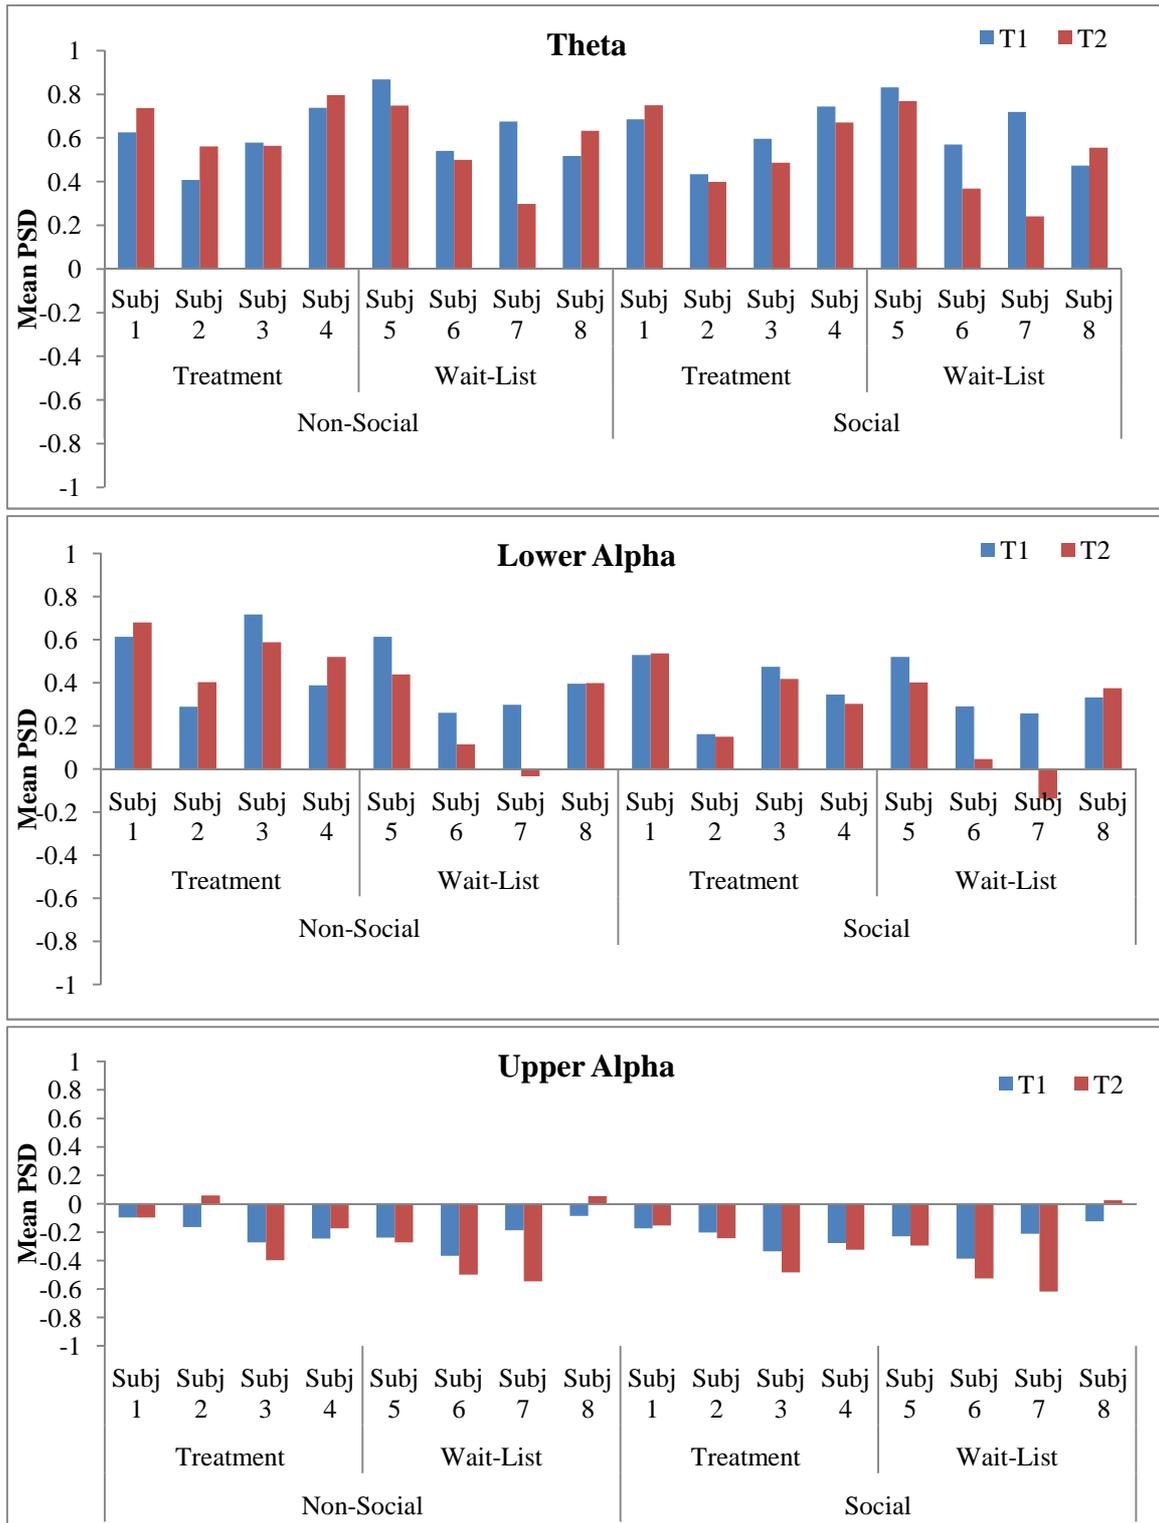 Theta
T1 T2
Mean PSD
1
0.8
0.6
0.4
0.2
0
-0.2
-0.4
-0.6
-0.8
-1
Subj Subj Subj Subj Subj Subj Subj Subj Subj Subj Subj Subj Subj Subj Subj Subj
1 2 3 4 5 6 7 8 1 2 3 4 5 6 7 8
Treatment Wait-List Treatment Wait-List
Non-Social Social
Lower Alpha
T1 T2
Mean PSD
1
0.8
0.6
0.4
0.2
0
-0.2
-0.4
-0.6
-0.8
-1
Subj Subj Subj Subj Subj Subj Subj Subj Subj Subj Subj Subj Subj Subj Subj Subj
1 2 3 4 5 6 7 8 1 2 3 4 5 6 7 8
Treatment Wait-List Treatment Wait-List
Non-Social Social
Upper Alpha
T1 T2
Mean PSD
1
0.8
0.6
0.4
0.2
0
-0.2
-0.4
-0.6
-0.8
-1
Subj Subj Subj Subj Subj Subj Subj Subj Subj Subj Subj Subj Subj Subj Subj Subj
1 2 3 4 5 6 7 8 1 2 3 4 5 6 7 8
Treatment Wait-List Treatment Wait-List
Non-Social Social